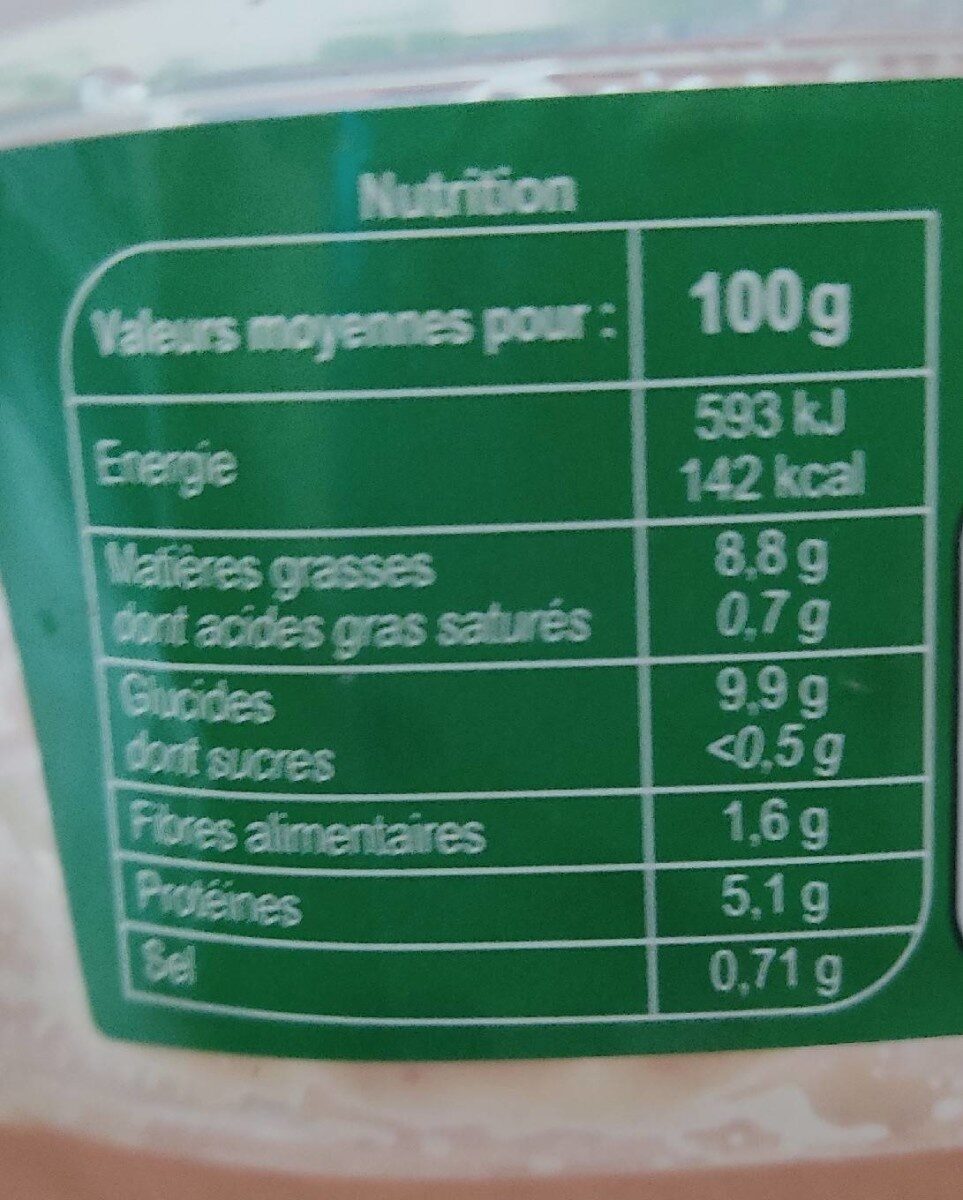 Nutrition
Valeurs moyennes pour : 100g
Energie 593 kJ
142 kcal
Matières grasses 8,8 g
dont acides gras saturés 0,7 g
Glucides 9,9 g
dont sucres <0,5 g
Fibres alimentaires 1,6 g
Protéines 5,1 g
Sel 0,71 g